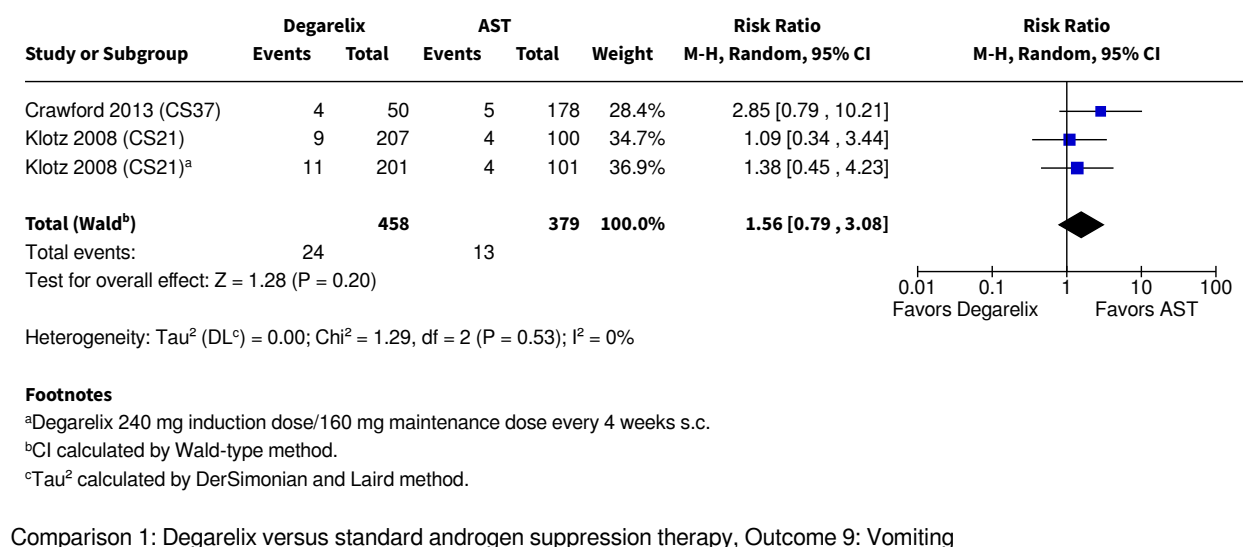 Degarelix AST Risk Ratio Risk Ratio
Study or Subgroup Events Total Events Total Weight M-H, Random, 95% CI M-H, Random, 95% CI
Crawford 2013 (CS37) 4 50 5 178 28.4% 2.85 [0.79 , 10.21]
Klotz 2008 (CS21) 9 207 4 100 34.7% 1.09 [0.34 , 3.44]
Klotz 2008 (CS21)ᵃ 11 201 4 101 36.9% 1.38 [0.45 , 4.23]
Total (Waldᵇ) 458 379 100.0% 1.56 [0.79 , 3.08]
Total events: 24 13
Test for overall effect: Z = 1.28 (P = 0.20)
0.01 0.1 1 10 100
Favors Degarelix Favors AST
Heterogeneity: Tau² (DLᶜ) = 0.00; Chi² = 1.29, df = 2 (P = 0.53); I² = 0%
Footnotes
ᵃDegarelix 240 mg induction dose/160 mg maintenance dose every 4 weeks s.c.
ᵇCI calculated by Wald-type method.
ᶜTau² calculated by DerSimonian and Laird method.
Comparison 1: Degarelix versus standard androgen suppression therapy, Outcome 9: Vomiting